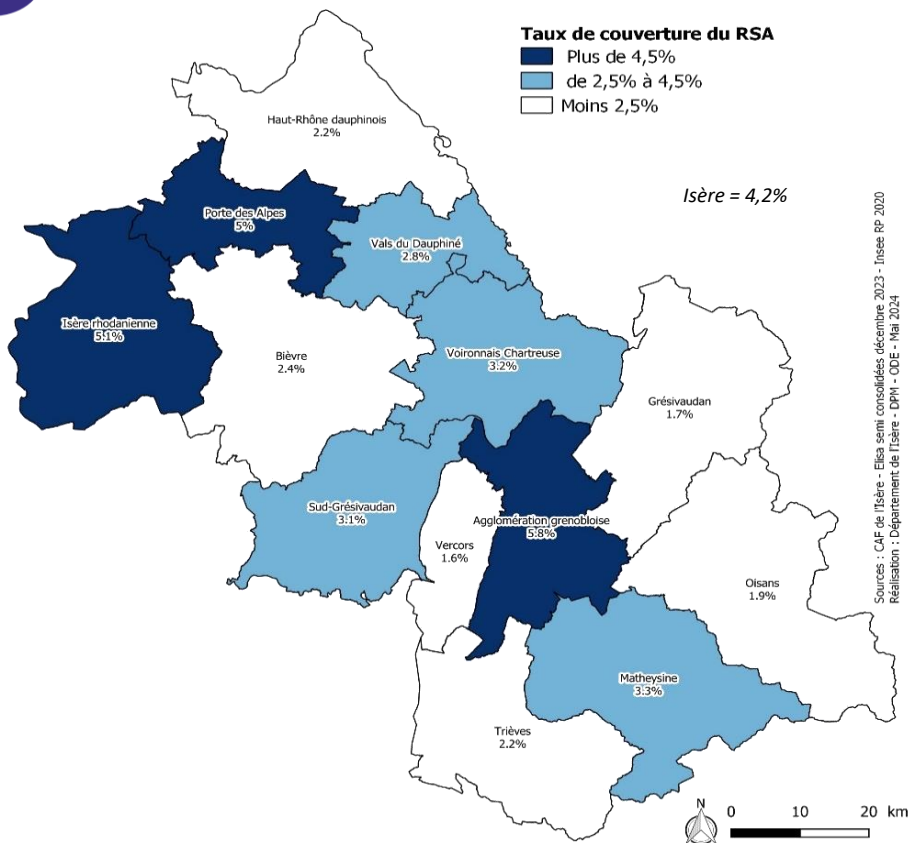 Taux de couverture du RSA
Plus de 4,5%
de 2,5% à 4,5%
Moins 2,5%
Isère = 4,2%
Haut-Rhône dauphinois
2.2%
Porte des Alpes
5%
Vals du Dauphiné
2.8%
Isère rhodanienne
5.1%
Bièvre
2.4%
Voironnais Chartreuse
3.2%
Grésivaudan
1.7%
Sud-Grésivaudan
3.1%
Agglomération grenobloise
5.8%
Vercors
1.6%
Oisans
1.9%
Matheysine
3.3%
Trièves
2.2%
Sources : CAF de l'Isère - Elisa semi consolidées décembre 2023 - Insee RP 2020
Réalisation : Département de l'Isère - DPM - ODE - Mai 2024
N
0 10 20 km